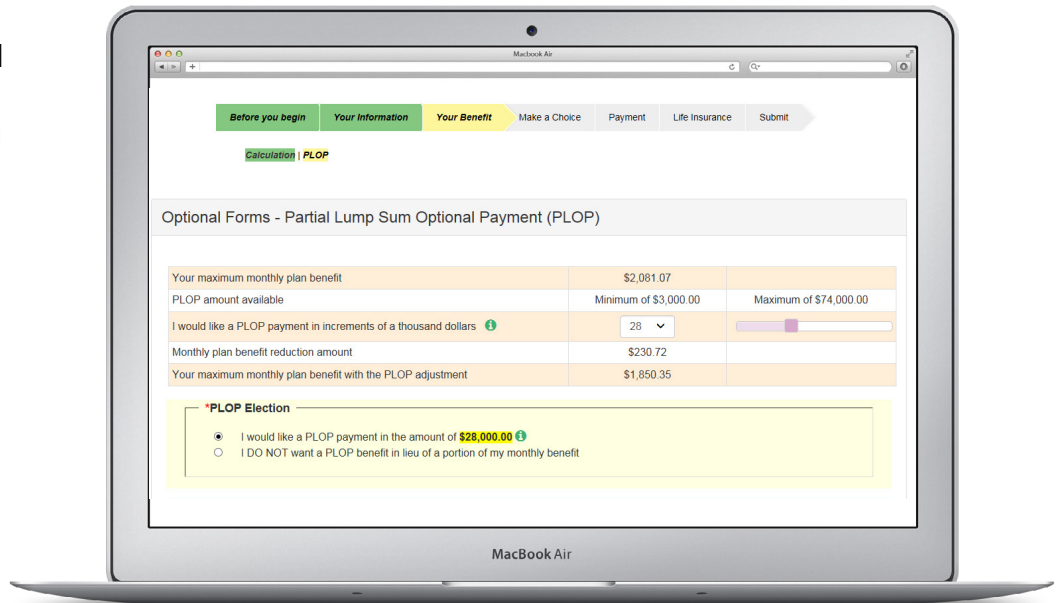 Macbook Air
Before you begin Your Information Your Benefit Make a Choice Payment Life Insurance Submit
Calculation | PLOP
Optional Forms - Partial Lump Sum Optional Payment (PLOP)
Your maximum monthly plan benefit $2,081.07
PLOP amount available Minimum of $3,000.00 Maximum of $74,000.00
I would like a PLOP payment in increments of a thousand dollars 28
Monthly plan benefit reduction amount $230.72
Your maximum monthly plan benefit with the PLOP adjustment $1,850.35
*PLOP Election
I would like a PLOP payment in the amount of $28,000.00
I DO NOT want a PLOP benefit in lieu of a portion of my monthly benefit
MacBook Air